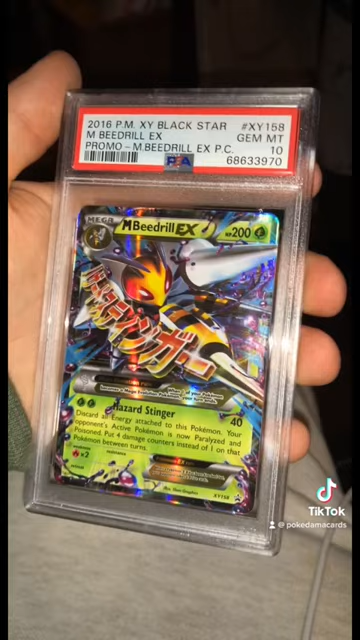 2016 P.M. XY BLACK STAR #XY158
M BEEDRILL EX GEM MT
PROMO - M.BEEDRILL EX P.C. 10
PSA 68633970
MEGA
M Beedrill EX HP200
Hazard Stinger 40
Discard all Energy attached to this Pokémon. Your
opponent's Active Pokémon is now Paralyzed and
Poisoned. Put 4 damage counters instead of 1 on that
Pokémon between turns.
×2
XY158
TikTok
@pokedamacards